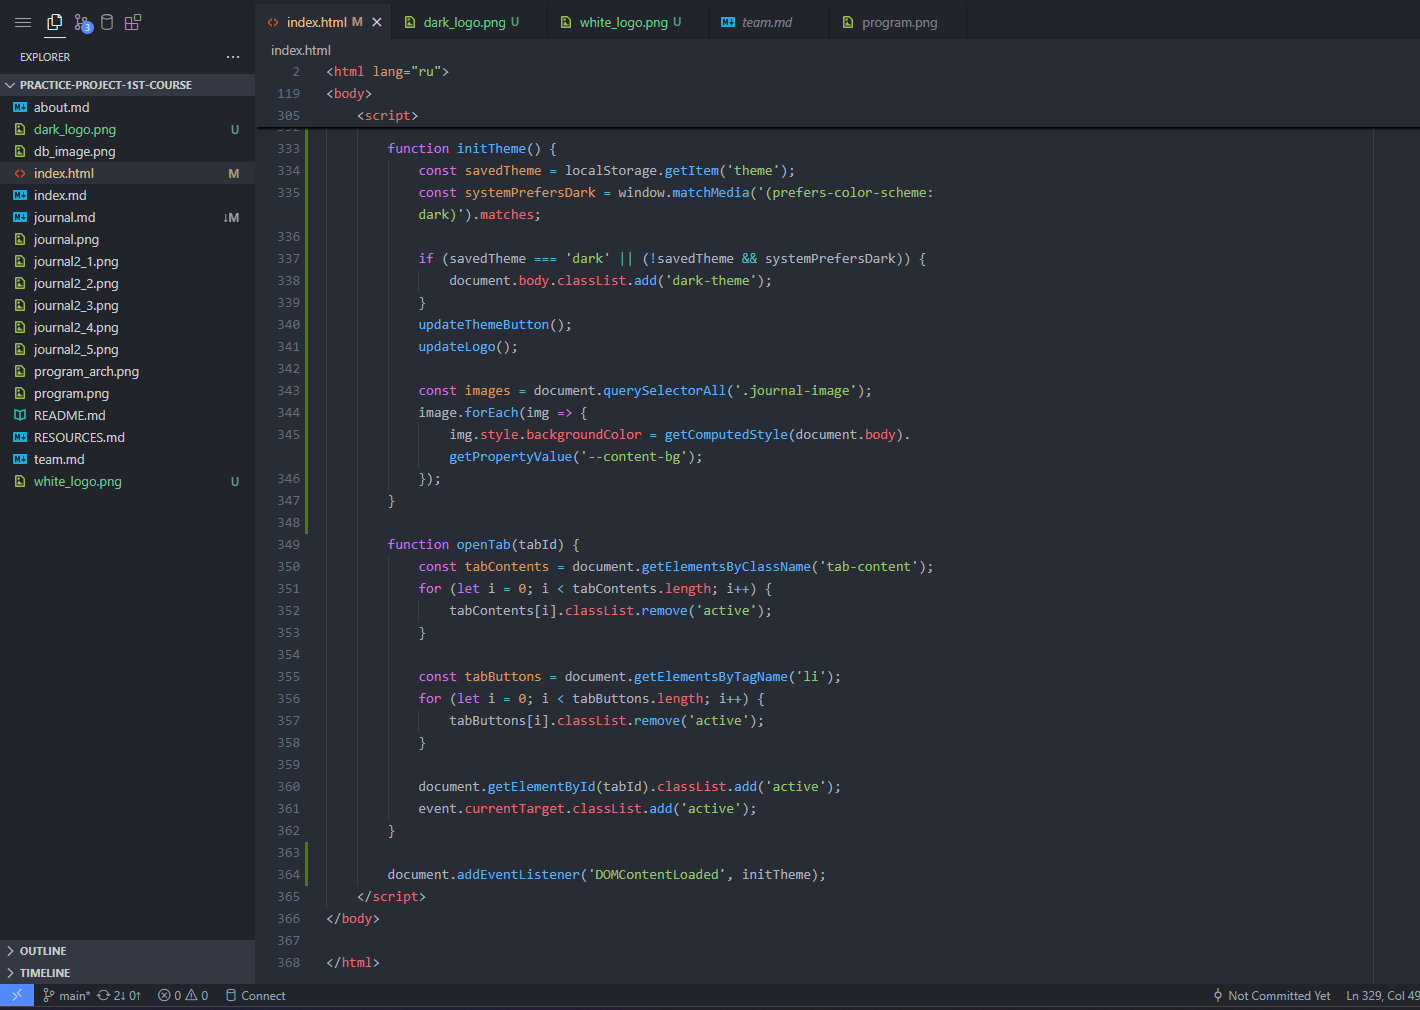 3
index.html M
dark_logo.png U
white_logo.png U
team.md
program.png
EXPLORER
PRACTICE-PROJECT-1ST-COURSE
about.md
dark_logo.png U
db_image.png
index.html M
index.md
journal.md ↓M
journal.png
journal2_1.png
journal2_2.png
journal2_3.png
journal2_4.png
journal2_5.png
program_arch.png
program.png
README.md
RESOURCES.md
team.md
white_logo.png U
OUTLINE
TIMELINE
index.html
2 <html lang="ru">
119 <body>
305 <script>
333 function initTheme() {
334 const savedTheme = localStorage.getItem('theme');
335 const systemPrefersDark = window.matchMedia('(prefers-color-scheme:
dark)').matches;
336
337 if (savedTheme === 'dark' || (!savedTheme && systemPrefersDark)) {
338 document.body.classList.add('dark-theme');
339 }
340 updateThemeButton();
341 updateLogo();
342
343 const images = document.querySelectorAll('.journal-image');
344 image.forEach(img => {
345 img.style.backgroundColor = getComputedStyle(document.body).
getPropertyValue('--content-bg');
346 });
347 }
348
349 function openTab(tabId) {
350 const tabContents = document.getElementsByClassName('tab-content');
351 for (let i = 0; i < tabContents.length; i++) {
352 tabContents[i].classList.remove('active');
353 }
354
355 const tabButtons = document.getElementsByTagName('li');
356 for (let i = 0; i < tabButtons.length; i++) {
357 tabButtons[i].classList.remove('active');
358 }
359
360 document.getElementById(tabId).classList.add('active');
361 event.currentTarget.classList.add('active');
362 }
363
364 document.addEventListener('DOMContentLoaded', initTheme);
365 </script>
366 </body>
367
368 </html>
main* 2↓ 0↑ 0 0 Connect
Not Committed Yet Ln 329, Col 49